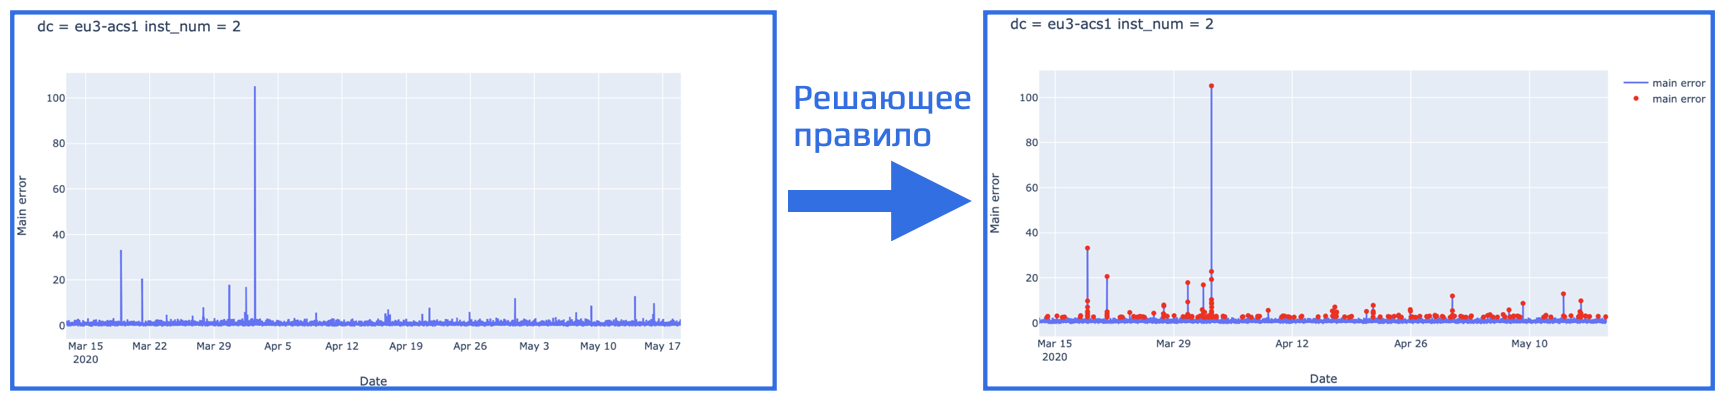 dc = eu3-acs1 inst_num = 2
100
80
60
40
20
0
Main error
Mar 15
2020
Mar 22
Mar 29
Apr 5
Apr 12
Apr 19
Apr 26
May 3
May 10
May 17
Date
Решающее
правило
dc = eu3-acs1 inst_num = 2
main error
main error
100
80
60
40
20
0
Main error
Mar 15
2020
Mar 29
Apr 12
Apr 26
May 10
Date